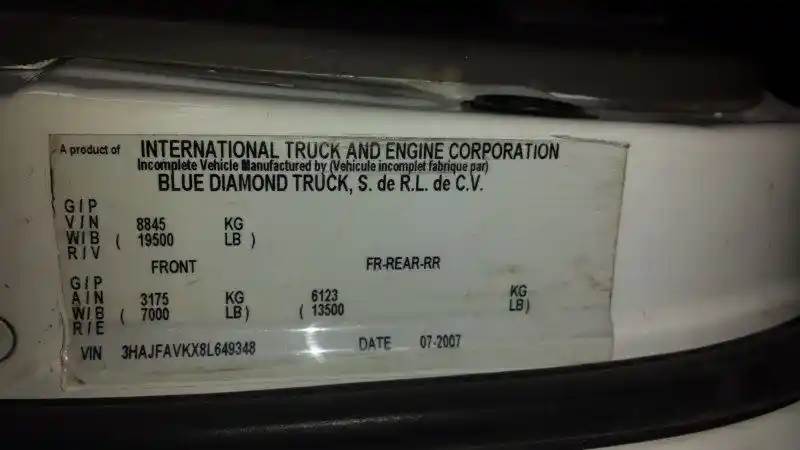 A product of INTERNATIONAL TRUCK AND ENGINE CORPORATION
Incomplete Vehicle Manufactured by (Vehicule incomplet fabrique par)
BLUE DIAMOND TRUCK, S. de R.L. de C.V.
G / P
V / N 8845 KG
W / B ( 19500 LB )
R / V
FRONT FR-REAR-RR
G / P
A / N 3175 KG 6123 KG
W / B ( 7000 LB) ( 13500 LB)
R / E
VIN 3HAJFAVKX8L649348 DATE 07-2007